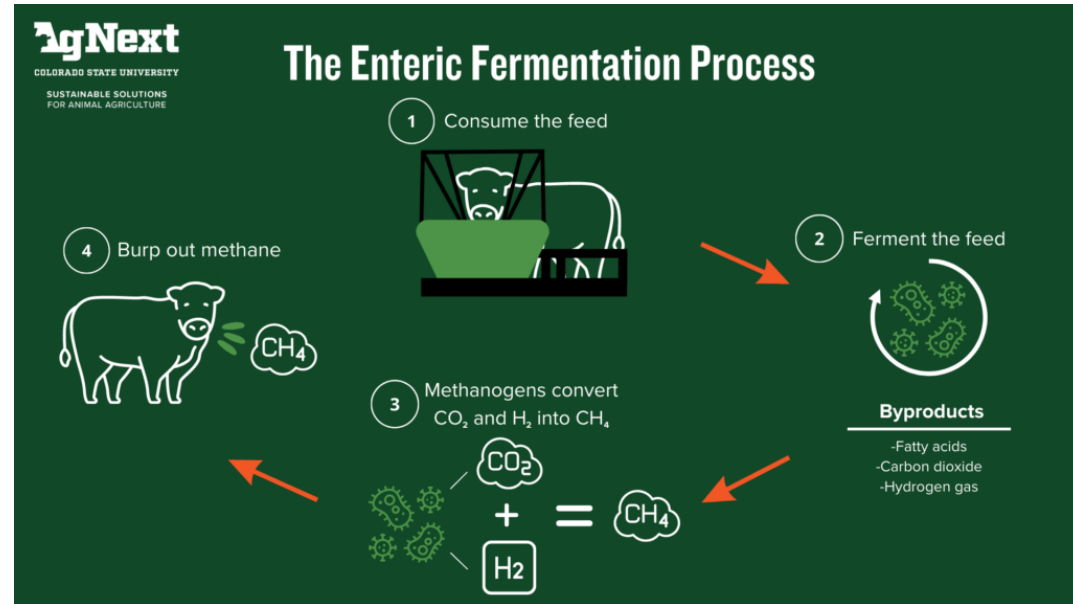 AgNext
COLORADO STATE UNIVERSITY
SUSTAINABLE SOLUTIONS
FOR ANIMAL AGRICULTURE
The Enteric Fermentation Process
1 Consume the feed
2 Ferment the feed
Byproducts
-Fatty acids
-Carbon dioxide
-Hydrogen gas
3 Methanogens convert
CO₂ and H₂ into CH₄
CO₂
+
H2
= CH₄
4 Burp out methane
CH₄